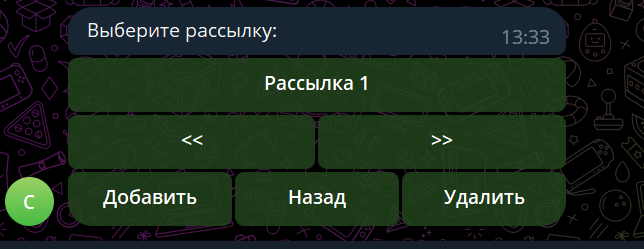 Выберите рассылку:
13:33
Рассылка 1
<< >>
С Добавить Назад Удалить